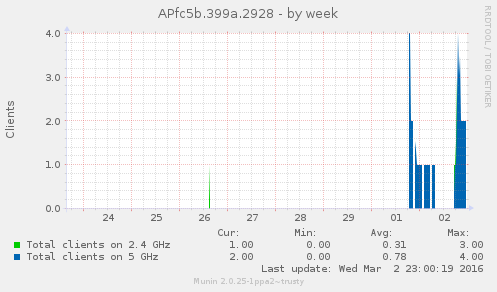 APfc5b.399a.2928 - by week
RRDTOOL / TOBI OETIKER
Clients
4.0
3.0
2.0
1.0
0.0
24 25 26 27 28 29 01 02
Cur: Min: Avg: Max:
Total clients on 2.4 GHz 1.00 0.00 0.31 3.00
Total clients on 5 GHz 2.00 0.00 0.78 4.00
Last update: Wed Mar 2 23:00:19 2016
Munin 2.0.25-1ppa2~trusty